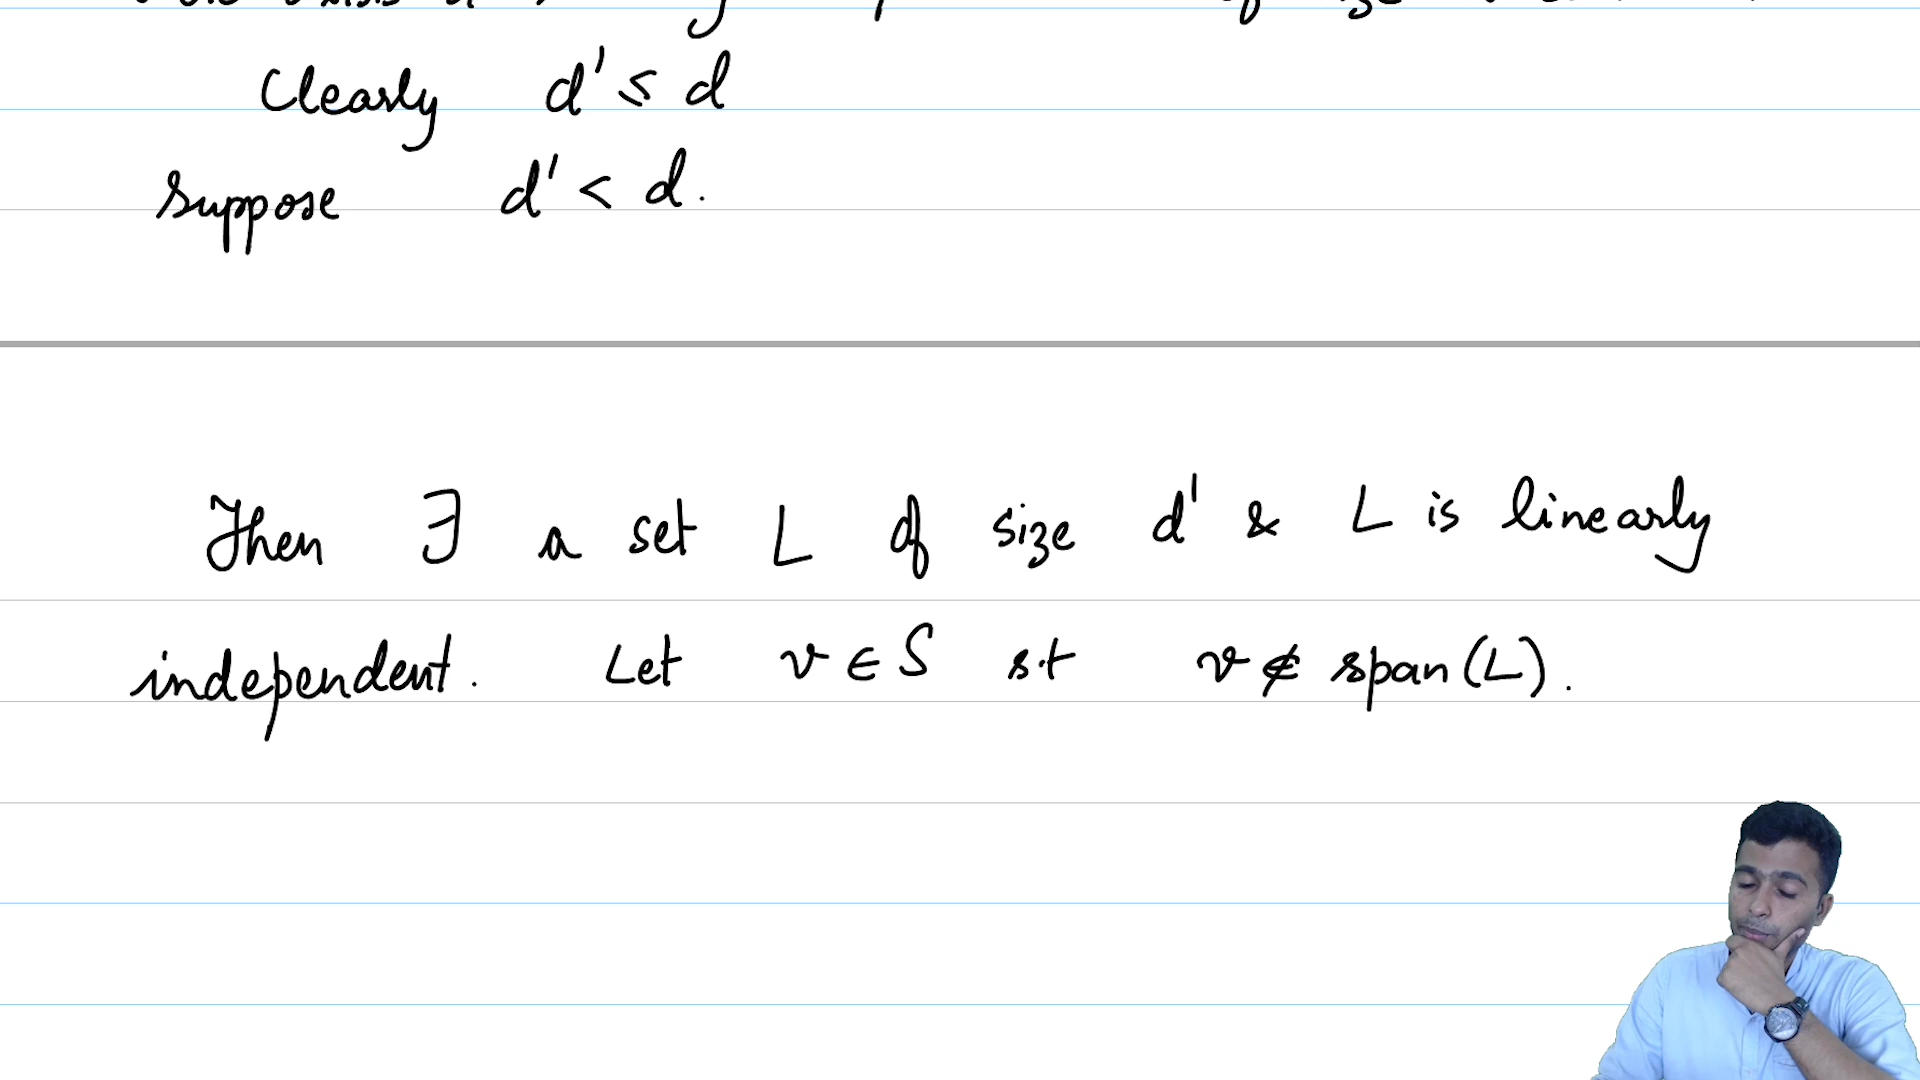 Clearly d' ≤ d
Suppose d' < d.
Then ∃ a set L of size d' & L is linearly
independent. Let v ∈ S s.t v ∉ span(L).